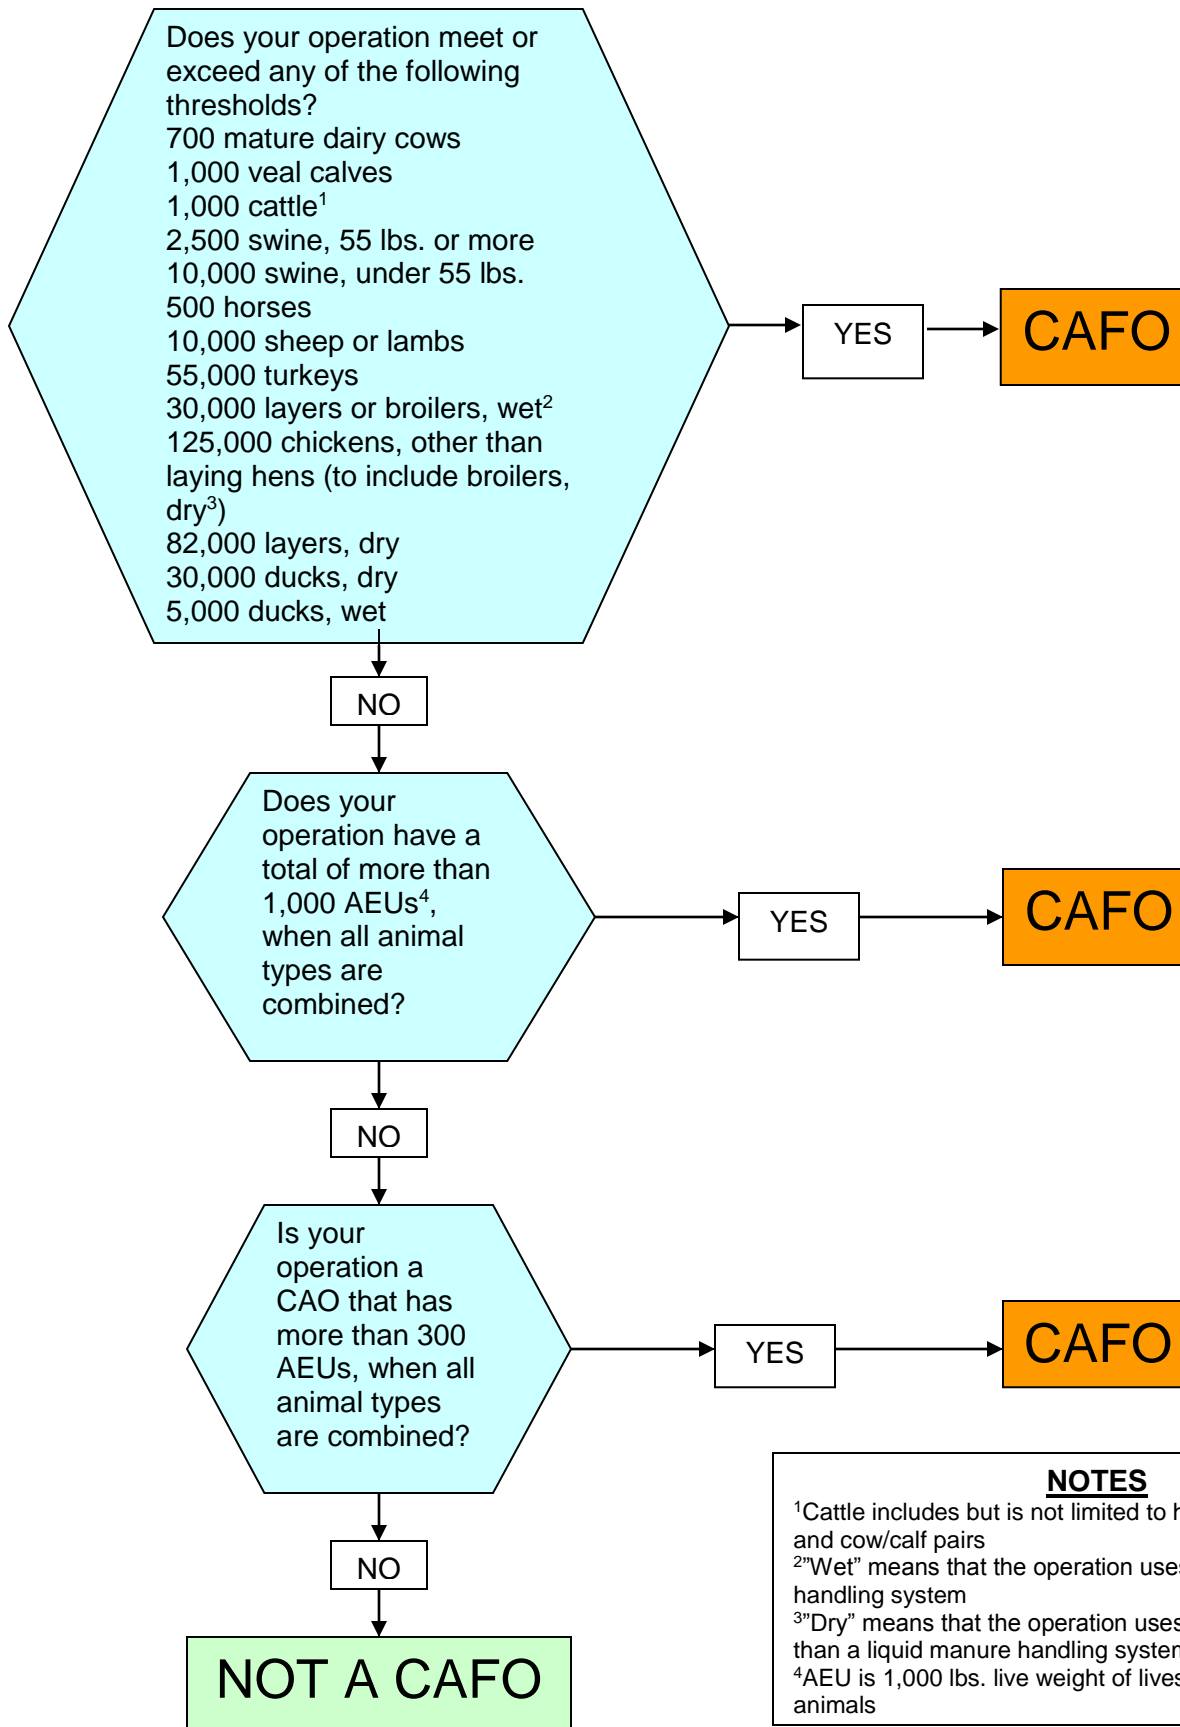 Does your operation meet or
exceed any of the following
thresholds?
700 mature dairy cows
1,000 veal calves
1,000 cattle¹
2,500 swine, 55 lbs. or more
10,000 swine, under 55 lbs.
500 horses
10,000 sheep or lambs
55,000 turkeys
30,000 layers or broilers, wet²
125,000 chickens, other than
laying hens (to include broilers,
dry³)
82,000 layers, dry
30,000 ducks, dry
5,000 ducks, wet
YES
CAFO
NO
Does your
operation have a
total of more than
1,000 AEUs⁴,
when all animal
types are
combined?
YES
CAFO
NO
Is your
operation a
CAO that has
more than 300
AEUs, when all
animal types
are combined?
YES
CAFO
NO
NOT A CAFO
NOTES
¹Cattle includes but is not limited to
and cow/calf pairs
²”Wet” means that the operation uses
handling system
³”Dry” means that the operation uses
than a liquid manure handling system
⁴AEU is 1,000 lbs. live weight of
animals